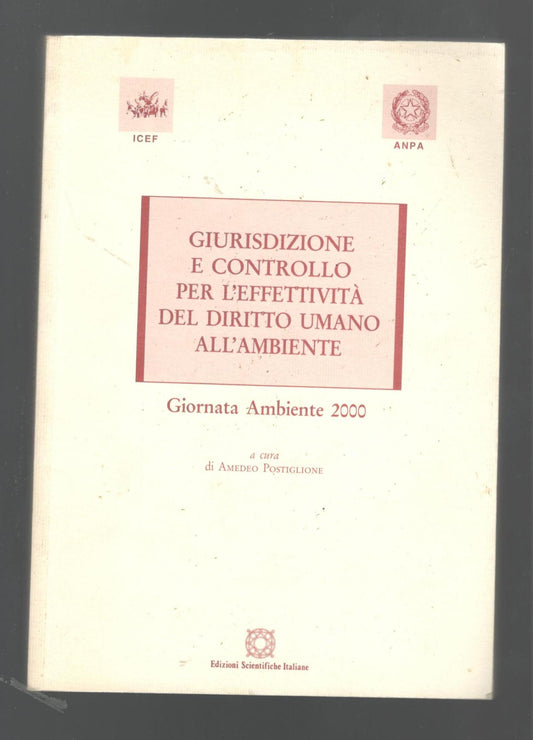 ICEF
ANPA
GIURISDIZIONE
E CONTROLLO
PER L'EFFETTIVITÀ
DEL DIRITTO UMANO
ALL'AMBIENTE
Giornata Ambiente 2000
a cura
di AMEDEO POSTIGLIONE
Edizioni Scientifiche Italiane